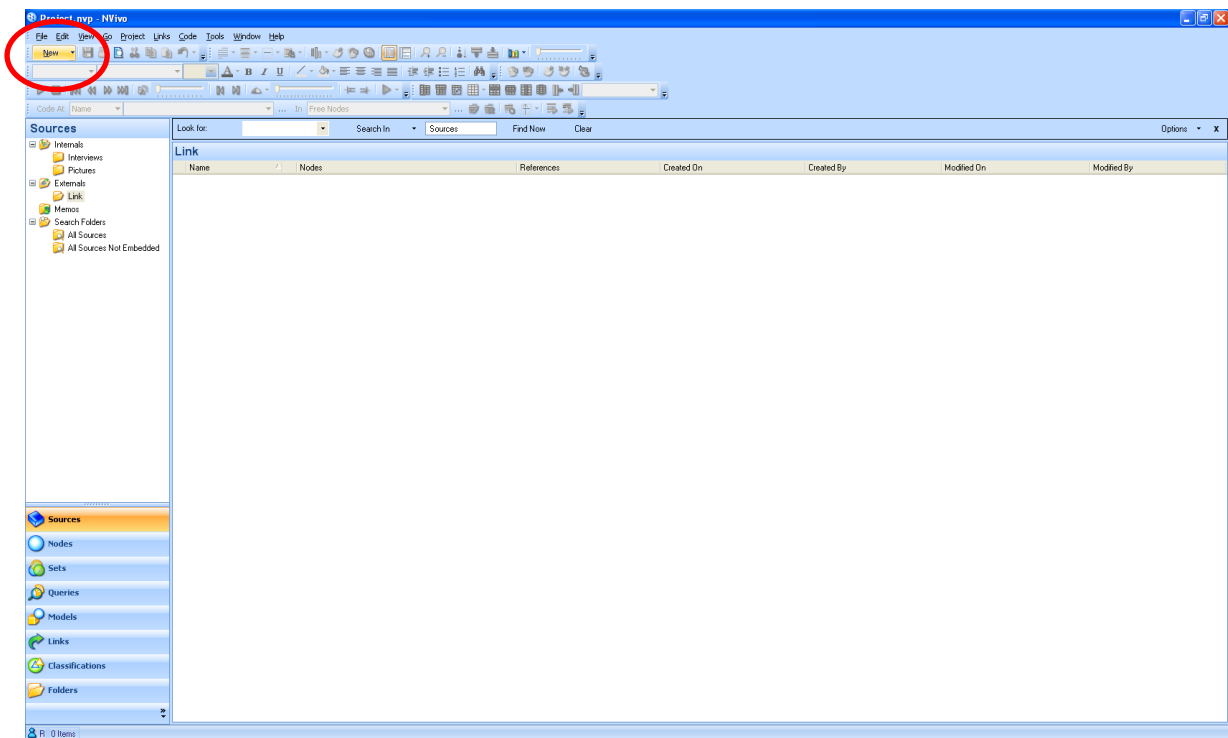 Project.nvp - NVivo
File Edit View Go Project Links Code Tools Window Help
New
Code At Name ... In Free Nodes ...
Sources
Look for: Search In Sources Find Now Clear Options x
Internals
Interviews
Pictures
Externals
Link
Memos
Search Folders
All Sources
All Sources Not Embedded
Link
Name Nodes References Created On Created By Modified On Modified By
Sources
Nodes
Sets
Queries
Models
Links
Classifications
Folders
R 0 Items